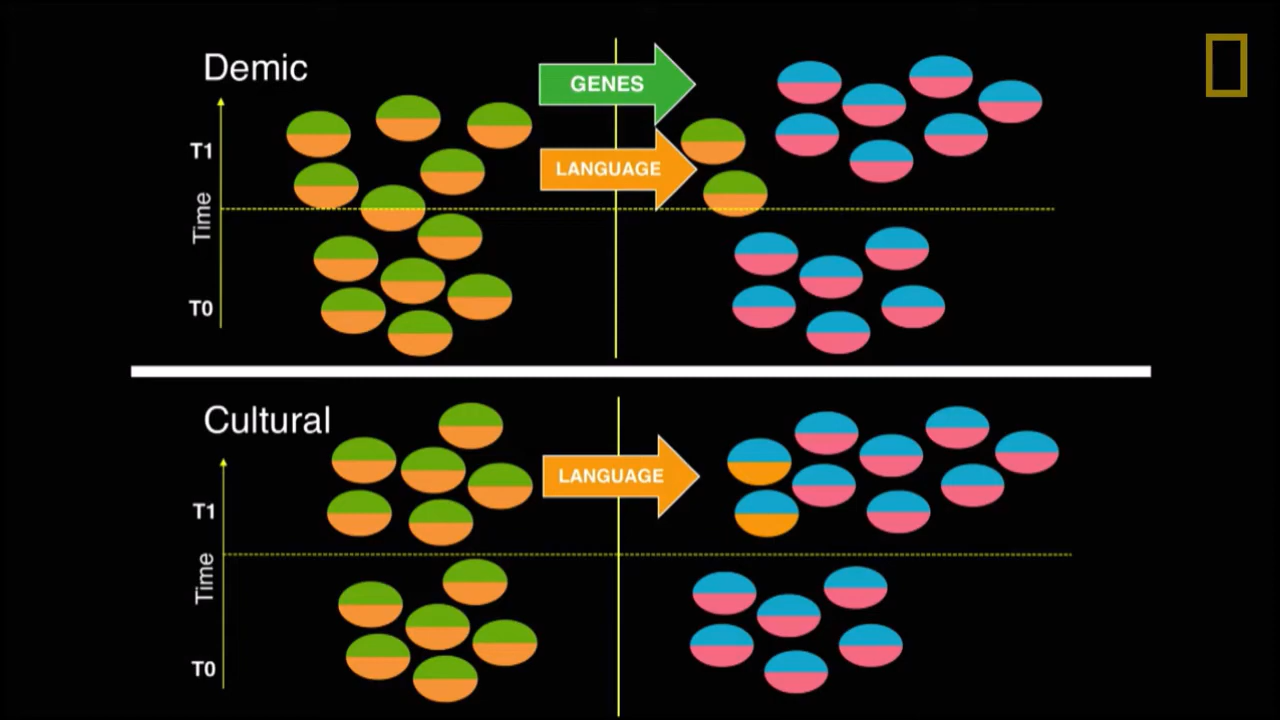 Demic
GENES
T1
LANGUAGE
Time
T0
Cultural
LANGUAGE
T1
Time
T0